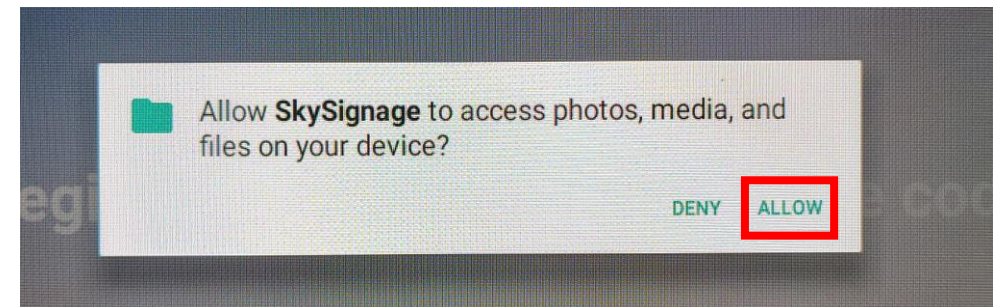 Allow SkySignage to access photos, media, and
files on your device?
DENY ALLOW